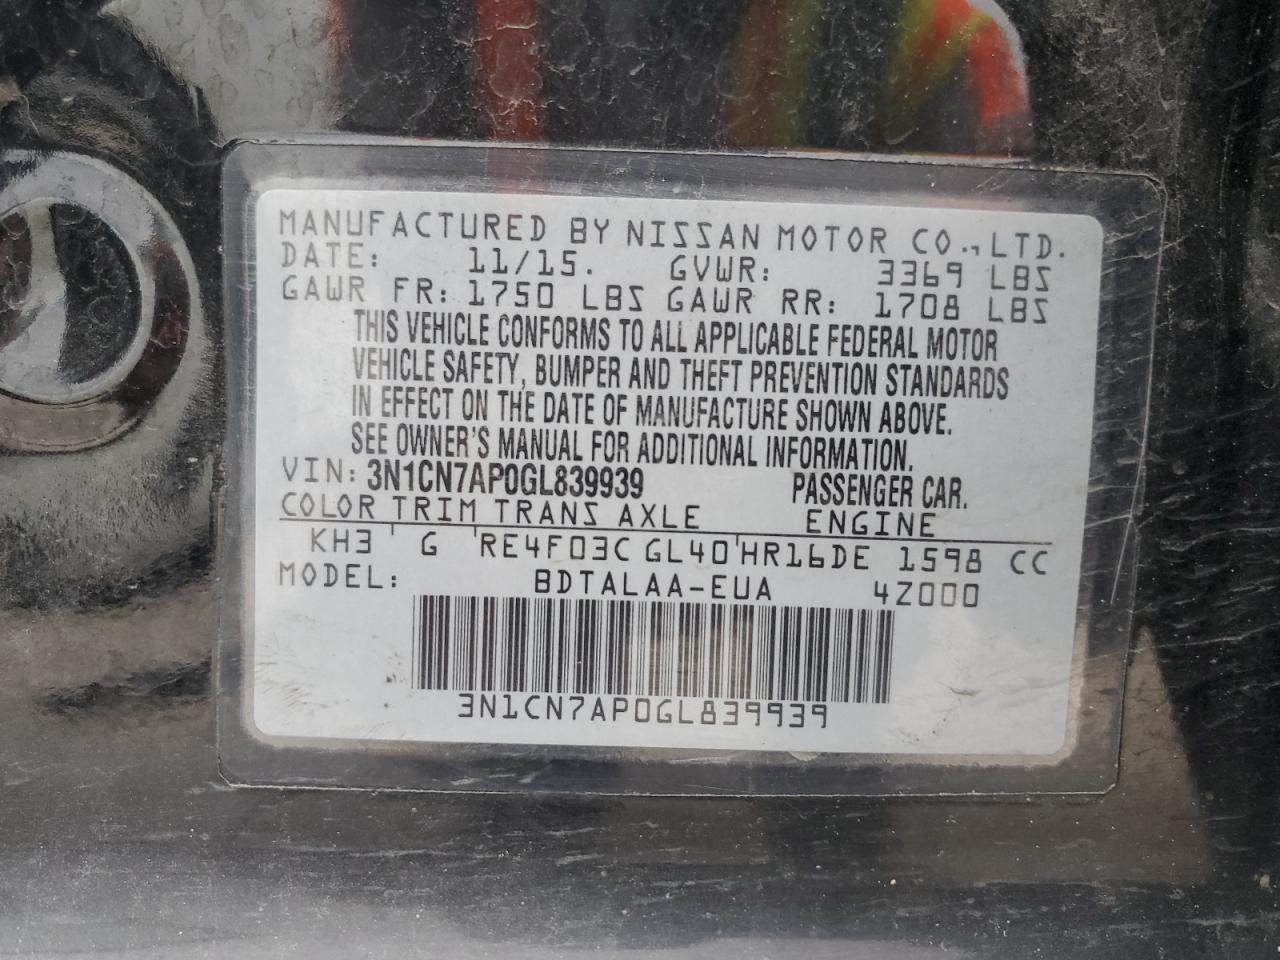 MANUFACTURED BY NISSAN MOTOR CO.,LTD.
DATE: 11/15. GVWR: 3369 LBS
GAWR FR: 1750 LBS GAWR RR: 1708 LBS
THIS VEHICLE CONFORMS TO ALL APPLICABLE FEDERAL MOTOR
VEHICLE SAFETY, BUMPER AND THEFT PREVENTION STANDARDS
IN EFFECT ON THE DATE OF MANUFACTURE SHOWN ABOVE.
SEE OWNER'S MANUAL FOR ADDITIONAL INFORMATION.
VIN: 3N1CN7AP0GL839939 PASSENGER CAR.
COLOR TRIM TRANS AXLE ENGINE
KH3 G RE4F03C GL40 HR16DE 1598 CC
MODEL: BDTALAA-EUA 4Z000
3N1CN7AP0GL839939